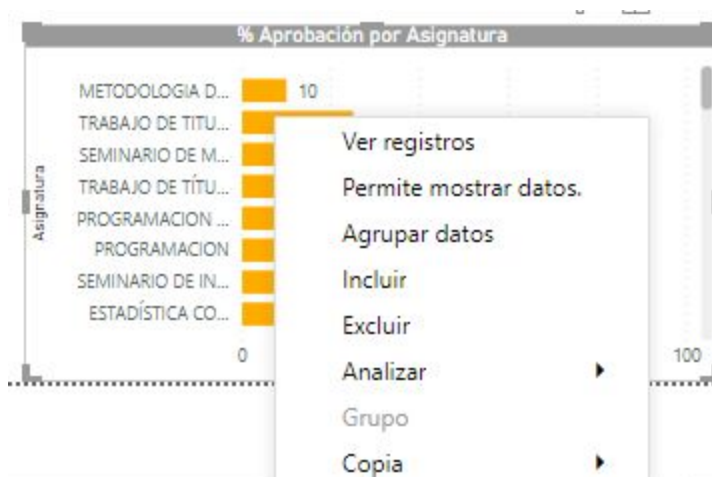 % Aprobación por Asignatura
Asignatura
METODOLOGIA D...
10
TRABAJO DE TITU...
SEMINARIO DE M...
TRABAJO DE TÍTU...
PROGRAMACION ...
PROGRAMACION
SEMINARIO DE IN...
ESTADÍSTICA CO...
0
100
Ver registros
Permite mostrar datos.
Agrupar datos
Incluir
Excluir
Analizar
Grupo
Copia